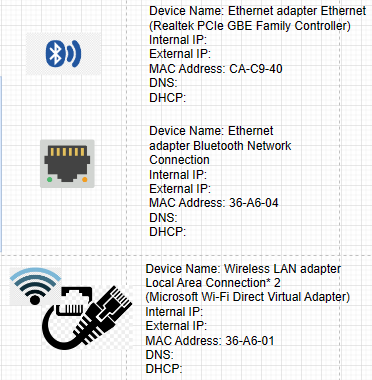 Device Name: Ethernet adapter Ethernet
(Realtek PCIe GBE Family Controller)
Internal IP:
External IP:
MAC Address: CA-C9-40
DNS:
DHCP:
Device Name: Ethernet
adapter Bluetooth Network
Connection
Internal IP:
External IP:
MAC Address: 36-A6-04
DNS:
DHCP:
Device Name: Wireless LAN adapter
Local Area Connection* 2
(Microsoft Wi-Fi Direct Virtual Adapter)
Internal IP:
External IP:
MAC Address: 36-A6-01
DNS:
DHCP: